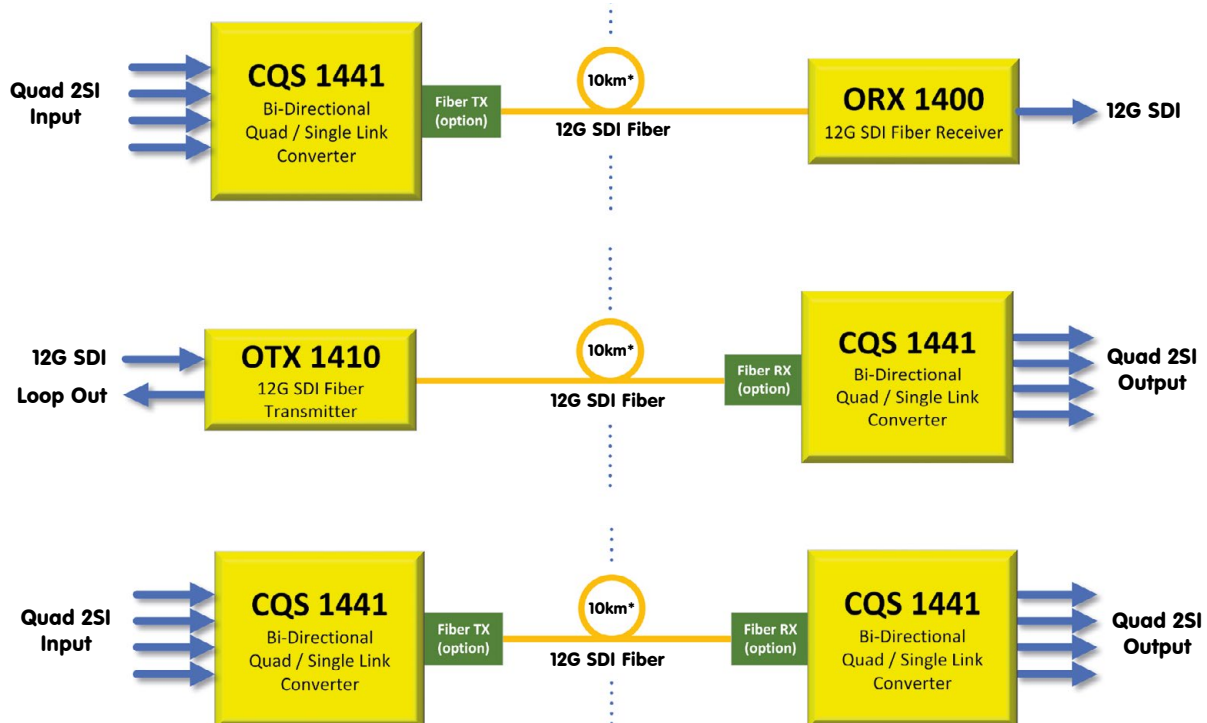 Quad 2SI
Input
CQS 1441
Bi-Directional
Quad / Single Link
Converter
Fiber TX
(option)
10km*
12G SDI Fiber
ORX 1400
12G SDI Fiber Receiver
12G SDI
12G SDI
Loop Out
OTX 1410
12G SDI Fiber
Transmitter
10km*
12G SDI Fiber
Fiber RX
(option)
CQS 1441
Bi-Directional
Quad / Single Link
Converter
Quad 2SI
Output
Quad 2SI
Input
CQS 1441
Bi-Directional
Quad / Single Link
Converter
Fiber TX
(option)
10km*
12G SDI Fiber
Fiber RX
(option)
CQS 1441
Bi-Directional
Quad / Single Link
Converter
Quad 2SI
Output